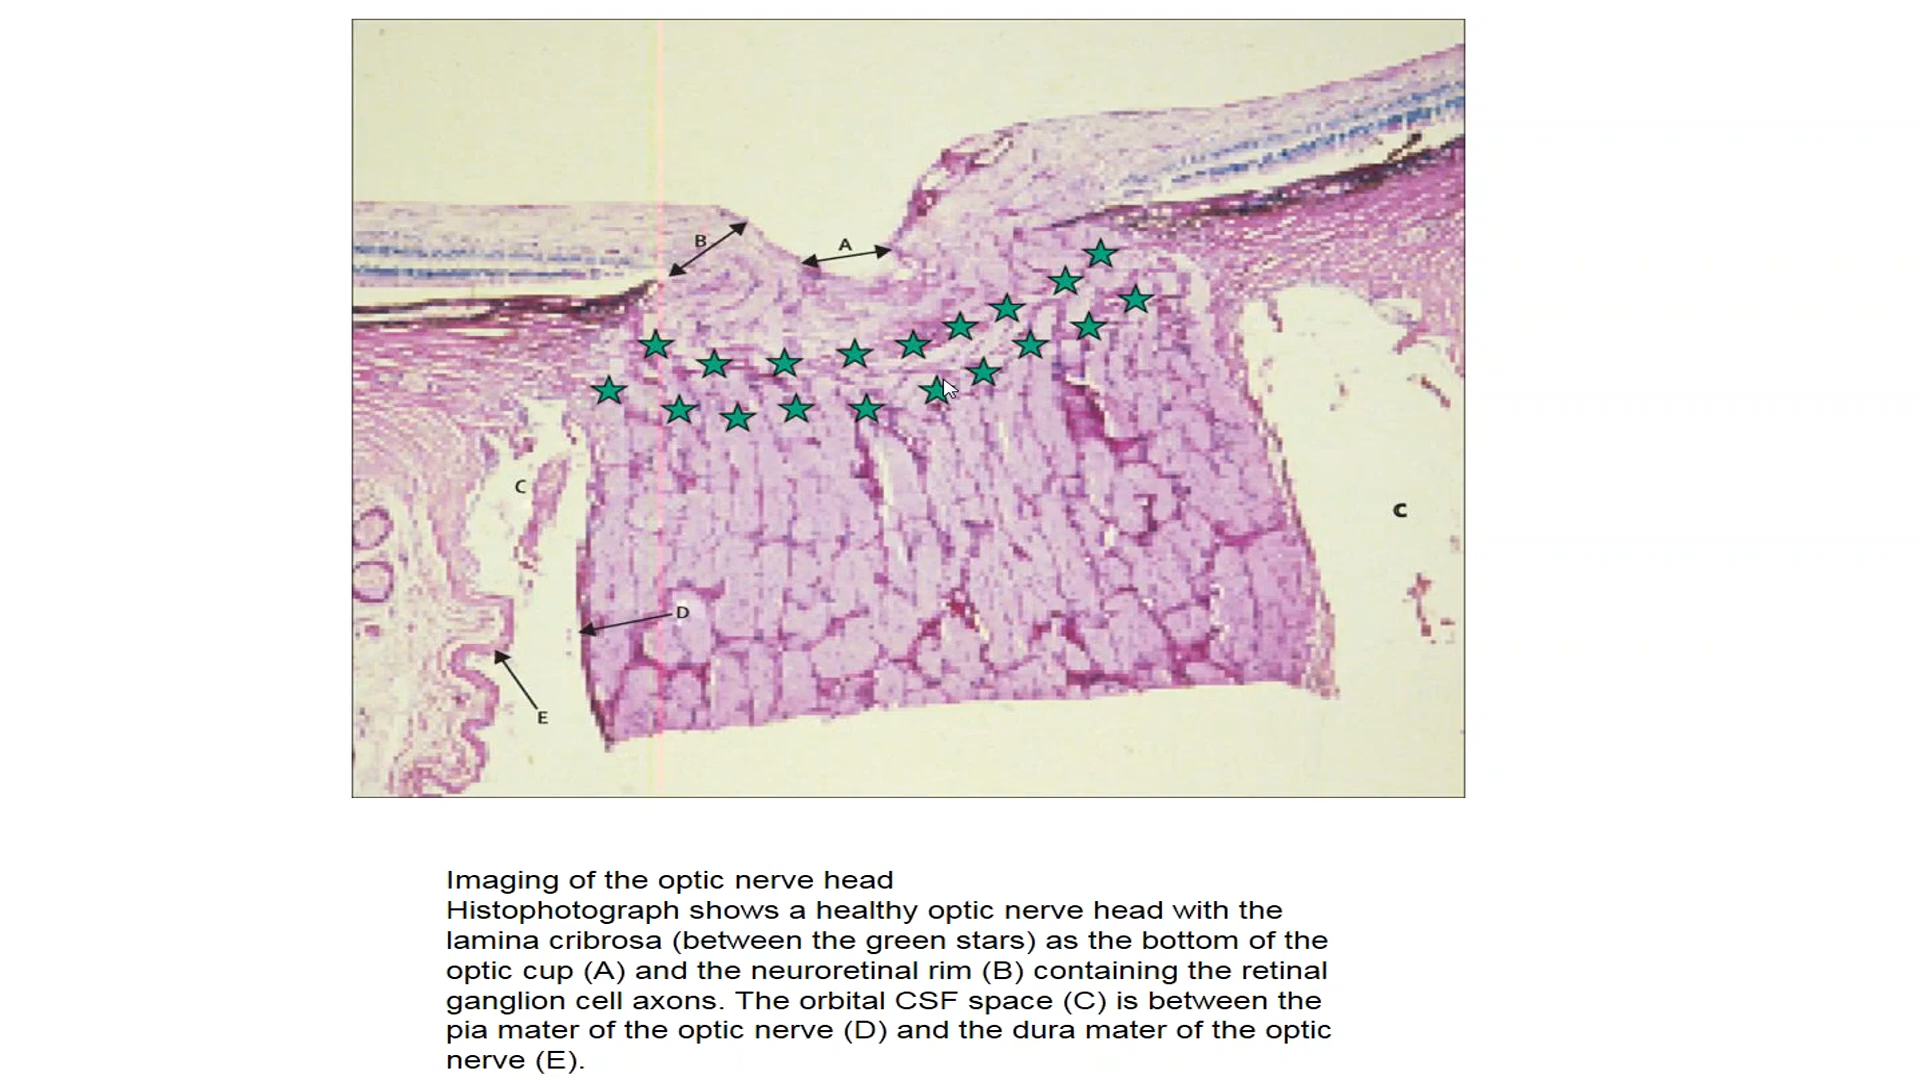 B
A
C
C
D
E
Imaging of the optic nerve head
Histophotograph shows a healthy optic nerve head with the
lamina cribrosa (between the green stars) as the bottom of the
optic cup (A) and the neuroretinal rim (B) containing the retinal
ganglion cell axons. The orbital CSF space (C) is between the
pia mater of the optic nerve (D) and the dura mater of the optic
nerve (E).